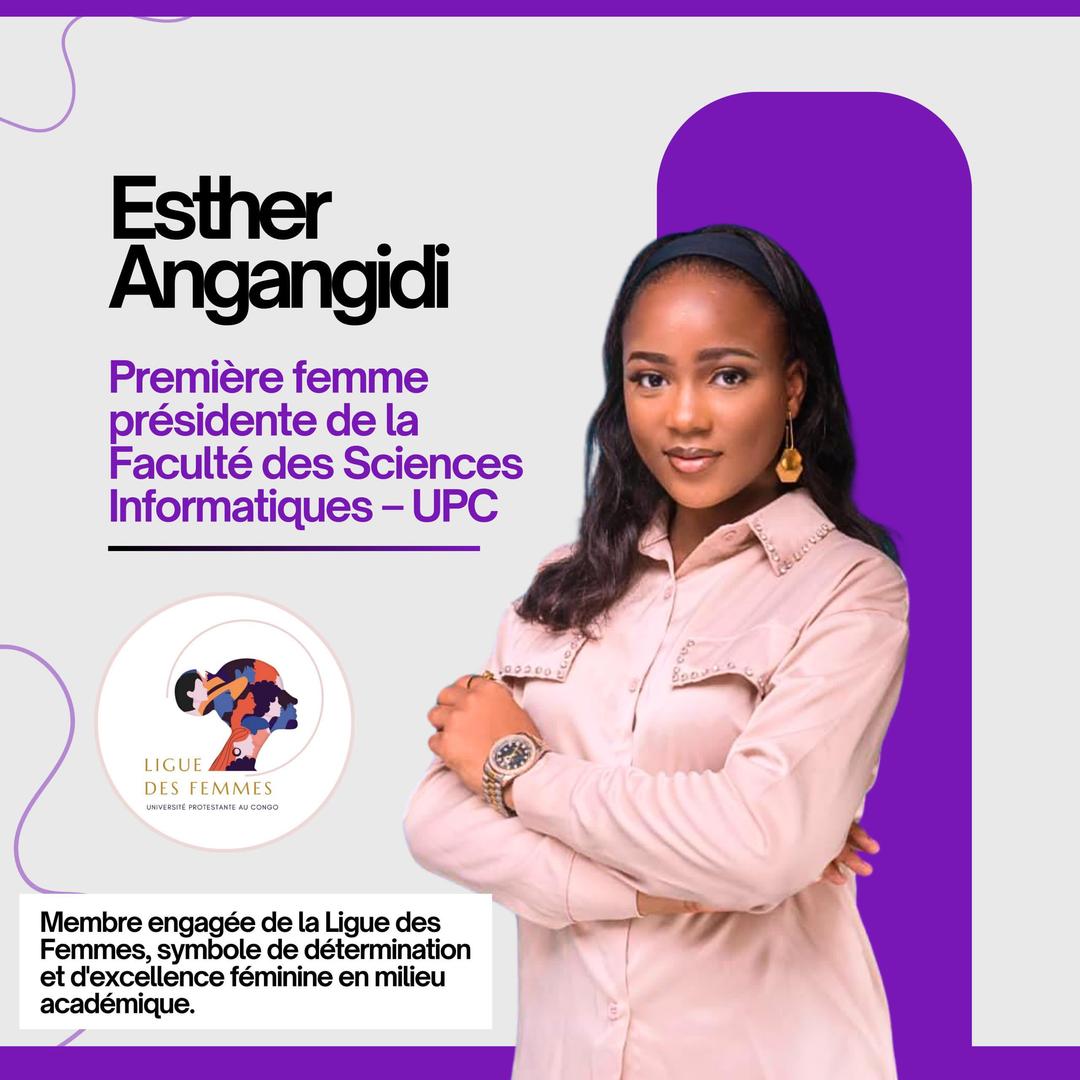 Esther
Angangidi
Première femme
présidente de la
Faculté des Sciences
Informatiques – UPC
LIGUE
DES FEMMES
UNIVERSITÉ PROTESTANTE AU CONGO
Membre engagée de la Ligue des
Femmes, symbole de détermination
et d'excellence féminine en milieu
académique.